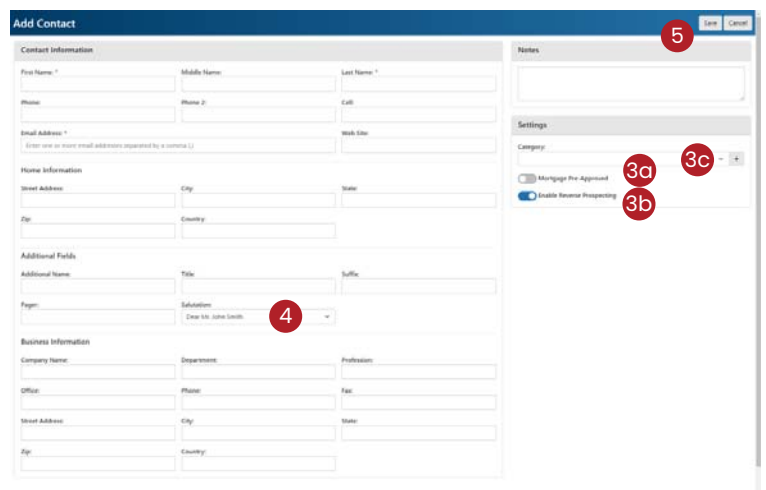 Add Contact
5
Save
Cancel
Contact Information
First Name: *
Middle Name:
Last Name: *
Phone:
Phone 2:
Cell:
Email Address: *
Web Site:
Enter one or more email addresses separated by a comma (,)
Home Information
Street Address:
City:
State:
Zip:
Country:
Additional Fields
Additional Name:
Title:
Suffix:
Pager:
Salutation:
Dear Mr. John Smith
4
Business Information
Company Name:
Department:
Profession:
Office:
Phone:
Fax:
Street Address:
City:
State:
Zip:
Country:
Notes
Settings
Category:
3c
+
Mortgage Pre-Approved
3a
Enable Reverse Prospecting
3b